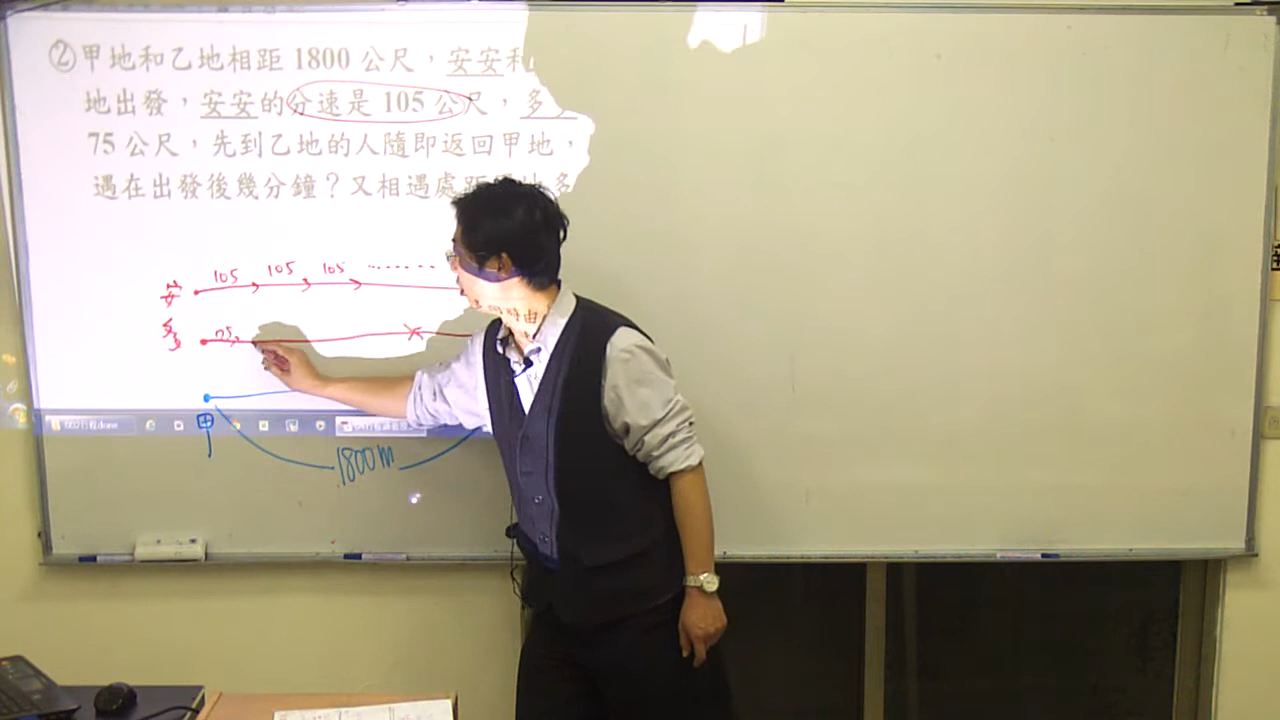 ②甲地和乙地相距 1800 公尺，安安和
地出發，安安的分速是 105 公尺，多
75 公尺，先到乙地的人隨即返回甲地，
遇在出發後幾分鐘？又相遇處距
105 105 105 .......
安
多
75
甲
1800m